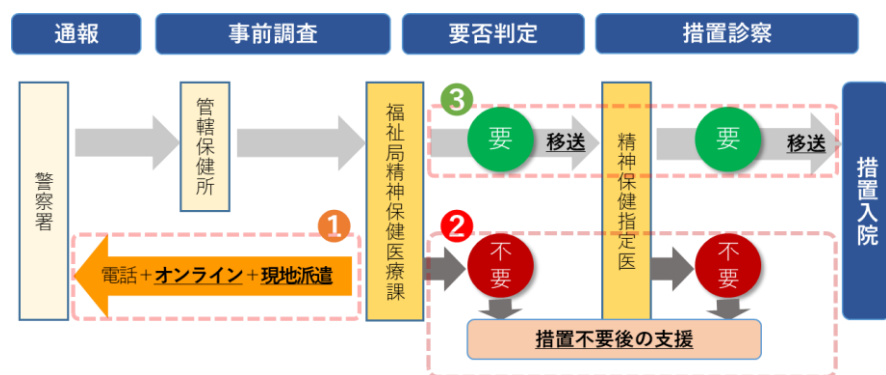 通報
事前調査
要否判定
措置診察
警察署
管轄保健所
福祉局精神保健医療課
❸
要
移送
精神保健指定医
要
移送
措置入院
❶
電話＋オンライン＋現地派遣
❷
不要
不要
措置不要後の支援